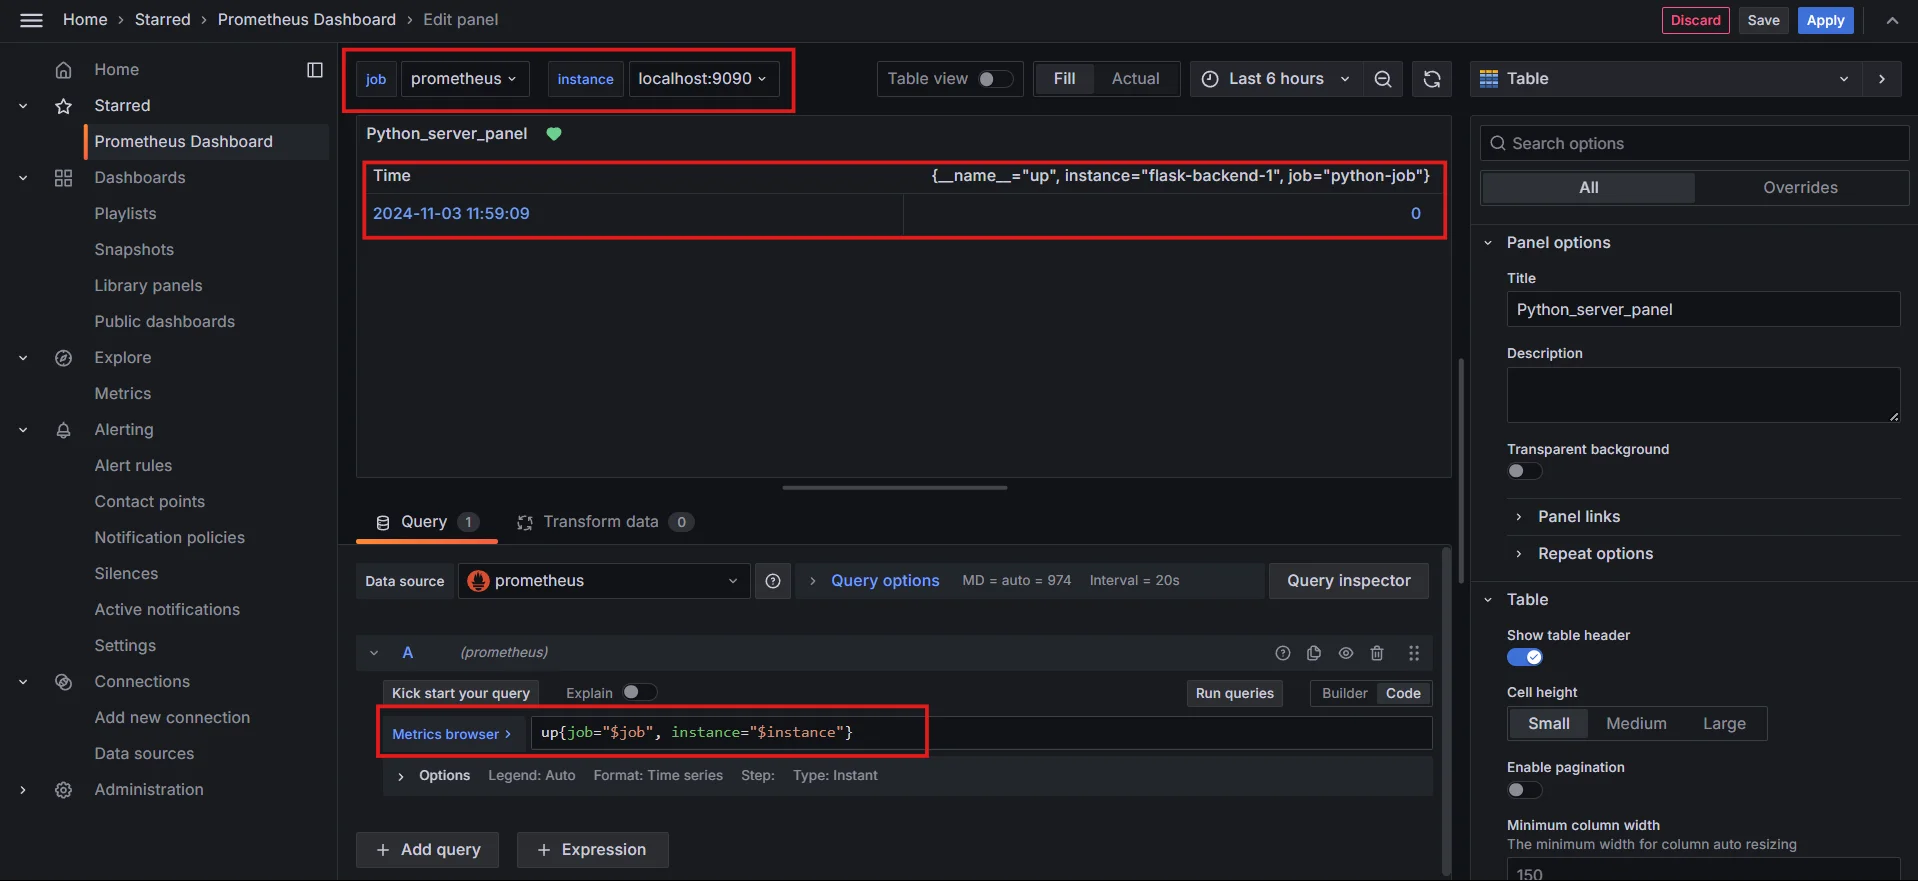 Home › Starred › Prometheus Dashboard › Edit panel
Discard Save Apply
Home
Starred
Prometheus Dashboard
Dashboards
Playlists
Snapshots
Library panels
Public dashboards
Explore
Metrics
Alerting
Alert rules
Contact points
Notification policies
Silences
Active notifications
Settings
Connections
Add new connection
Data sources
Administration
job prometheus instance localhost:9090
Table view Fill Actual Last 6 hours
Python_server_panel
Time {__name__="up", instance="flask-backend-1", job="python-job"}
2024-11-03 11:59:09 0
Query 1 Transform data 0
Data source prometheus Query options MD = auto = 974 Interval = 20s Query inspector
A (prometheus)
Kick start your query Explain Run queries Builder Code
Metrics browser > up{job="$job", instance="$instance"}
Options Legend: Auto Format: Time series Step: Type: Instant
+ Add query + Expression
Table
Search options
All Overrides
Panel options
Title
Python_server_panel
Description
Transparent background
Panel links
Repeat options
Table
Show table header
Cell height
Small Medium Large
Enable pagination
Minimum column width
The minimum width for column auto resizing
150